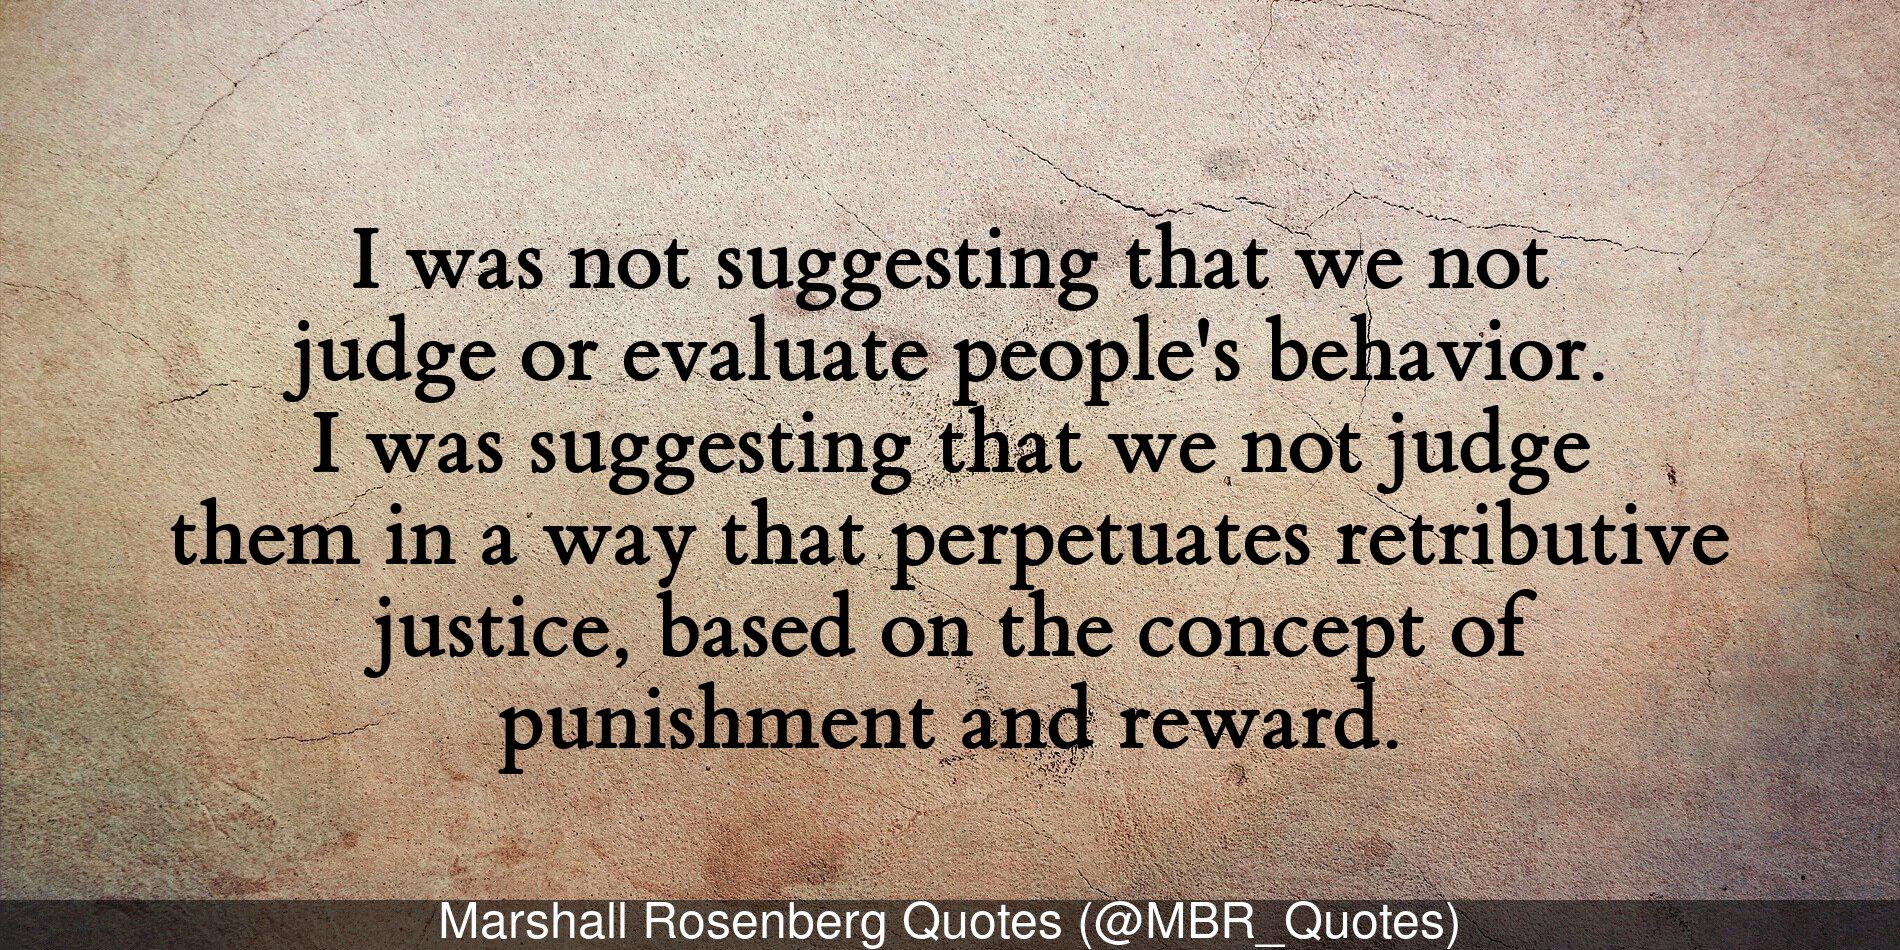 I was not suggesting that we not
judge or evaluate people's behavior.
I was suggesting that we not judge
them in a way that perpetuates retributive
justice, based on the concept of
punishment and reward.
Marshall Rosenberg Quotes (@MBR_Quotes)